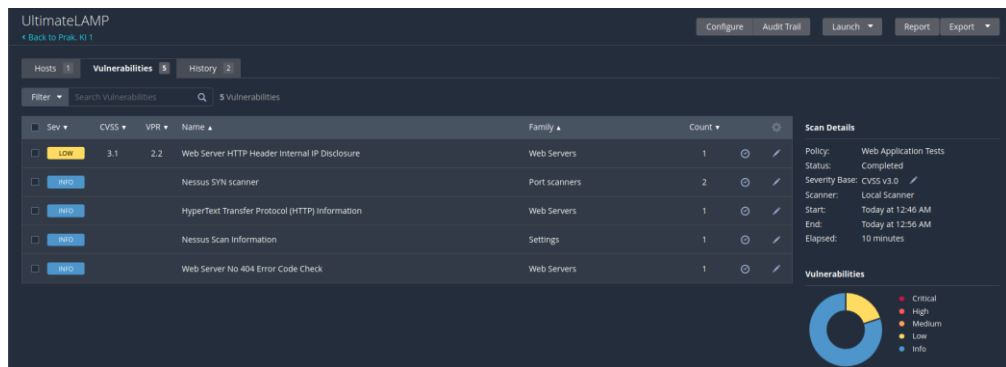 UltimateLAMP
Configure Audit Trail Launch Report Export
< Back to Prak. KI 1
Hosts 1 Vulnerabilities 5 History 2
Filter Search Vulnerabilities 5 Vulnerabilities
Sev CVSS VPR Name Family Count
LOW 3.1 2.2 Web Server HTTP Header Internal IP Disclosure Web Servers 1
INFO Nessus SYN scanner Port scanners 2
INFO HyperText Transfer Protocol (HTTP) Information Web Servers 1
INFO Nessus Scan Information Settings 1
INFO Web Server No 404 Error Code Check Web Servers 1
Scan Details
Policy: Web Application Tests
Status: Completed
Severity Base: CVSS v3.0
Scanner: Local Scanner
Start: Today at 12:46 AM
End: Today at 12:56 AM
Elapsed: 10 minutes
Vulnerabilities
Critical
High
Medium
Low
Info